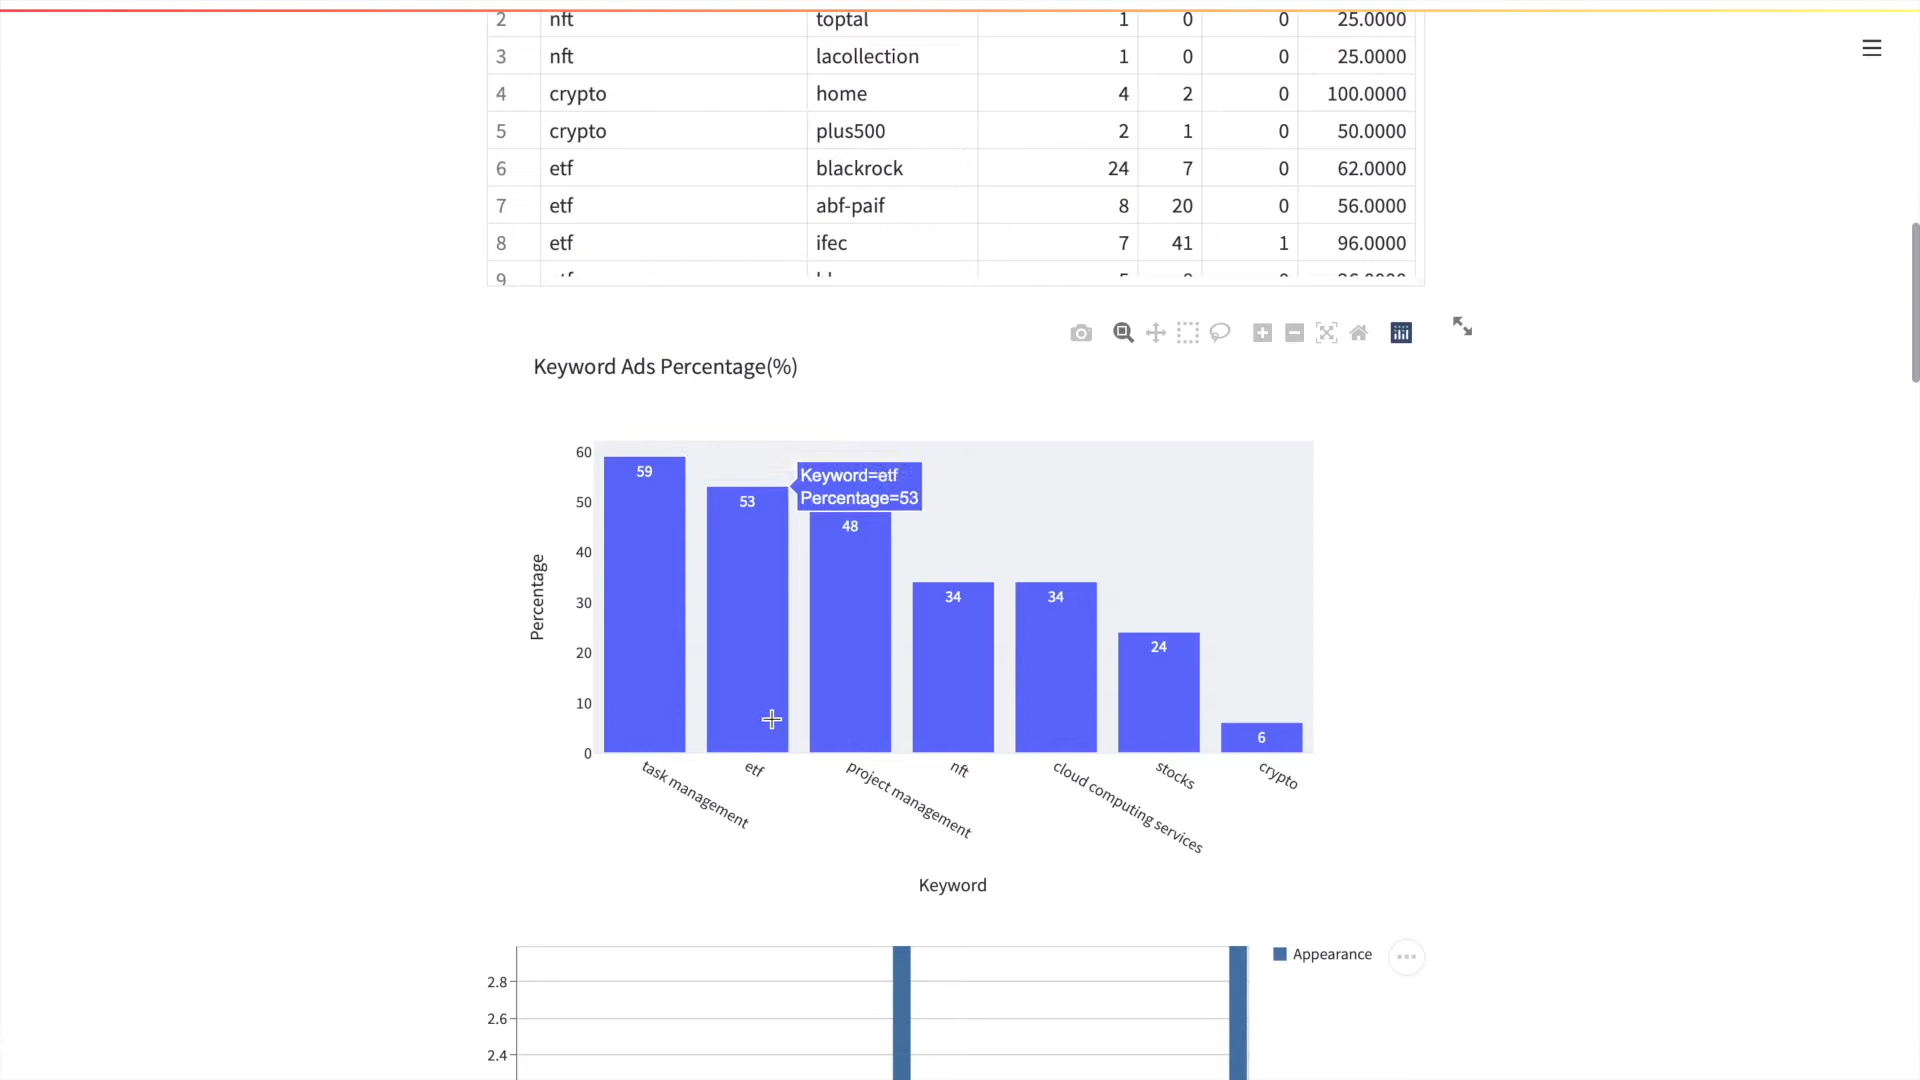 2 nft toptal 1 0 0 25.0000
3 nft lacollection 1 0 0 25.0000
4 crypto home 4 2 0 100.0000
5 crypto plus500 2 1 0 50.0000
6 etf blackrock 24 7 0 62.0000
7 etf abf-paif 8 20 0 56.0000
8 etf ifec 7 41 1 96.0000
9
Keyword Ads Percentage(%)
60
50
40
30
20
10
0
Percentage
59
53
48
34
34
24
6
Keyword=etf
Percentage=53
task management
etf
project management
nft
cloud computing services
stocks
crypto
Keyword
Appearance
2.8
2.6
2.4